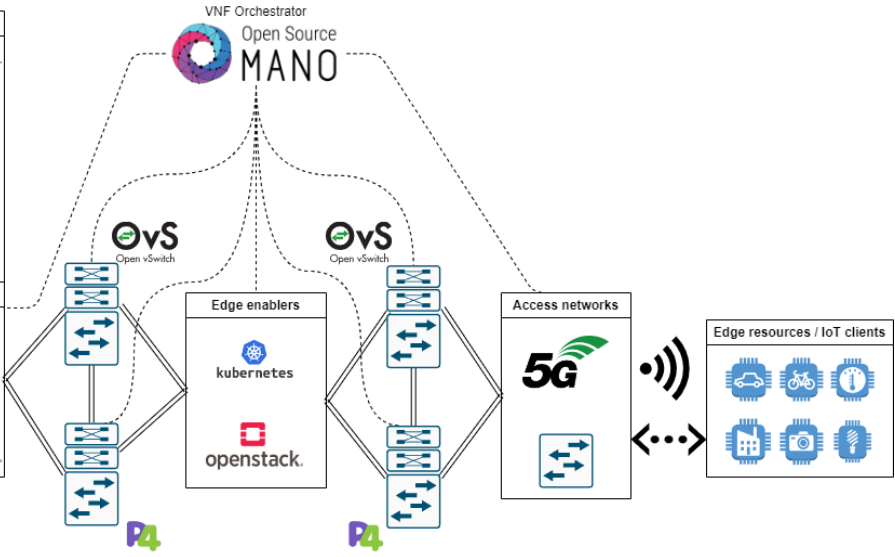 VNF Orchestrator
Open Source
MANO
OvS
Open vSwitch
OvS
Open vSwitch
Edge enablers
kubernetes
openstack.
Access networks
5G
Edge resources / IoT clients
P4
P4